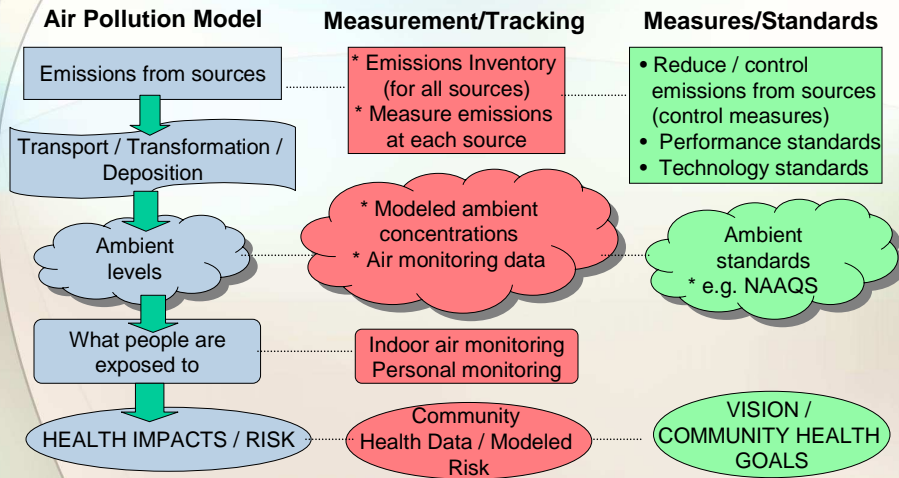 Air Pollution Model
Measurement/Tracking
Measures/Standards
Emissions from sources
* Emissions Inventory
(for all sources)
* Measure emissions
at each source
• Reduce / control
emissions from sources
(control measures)
• Performance standards
• Technology standards
Transport / Transformation /
Deposition
Ambient
levels
* Modeled ambient
concentrations
* Air monitoring data
Ambient
standards
* e.g. NAAQS
What people are
exposed to
Indoor air monitoring
Personal monitoring
HEALTH IMPACTS / RISK
Community
Health Data / Modeled
Risk
VISION /
COMMUNITY HEALTH
GOALS